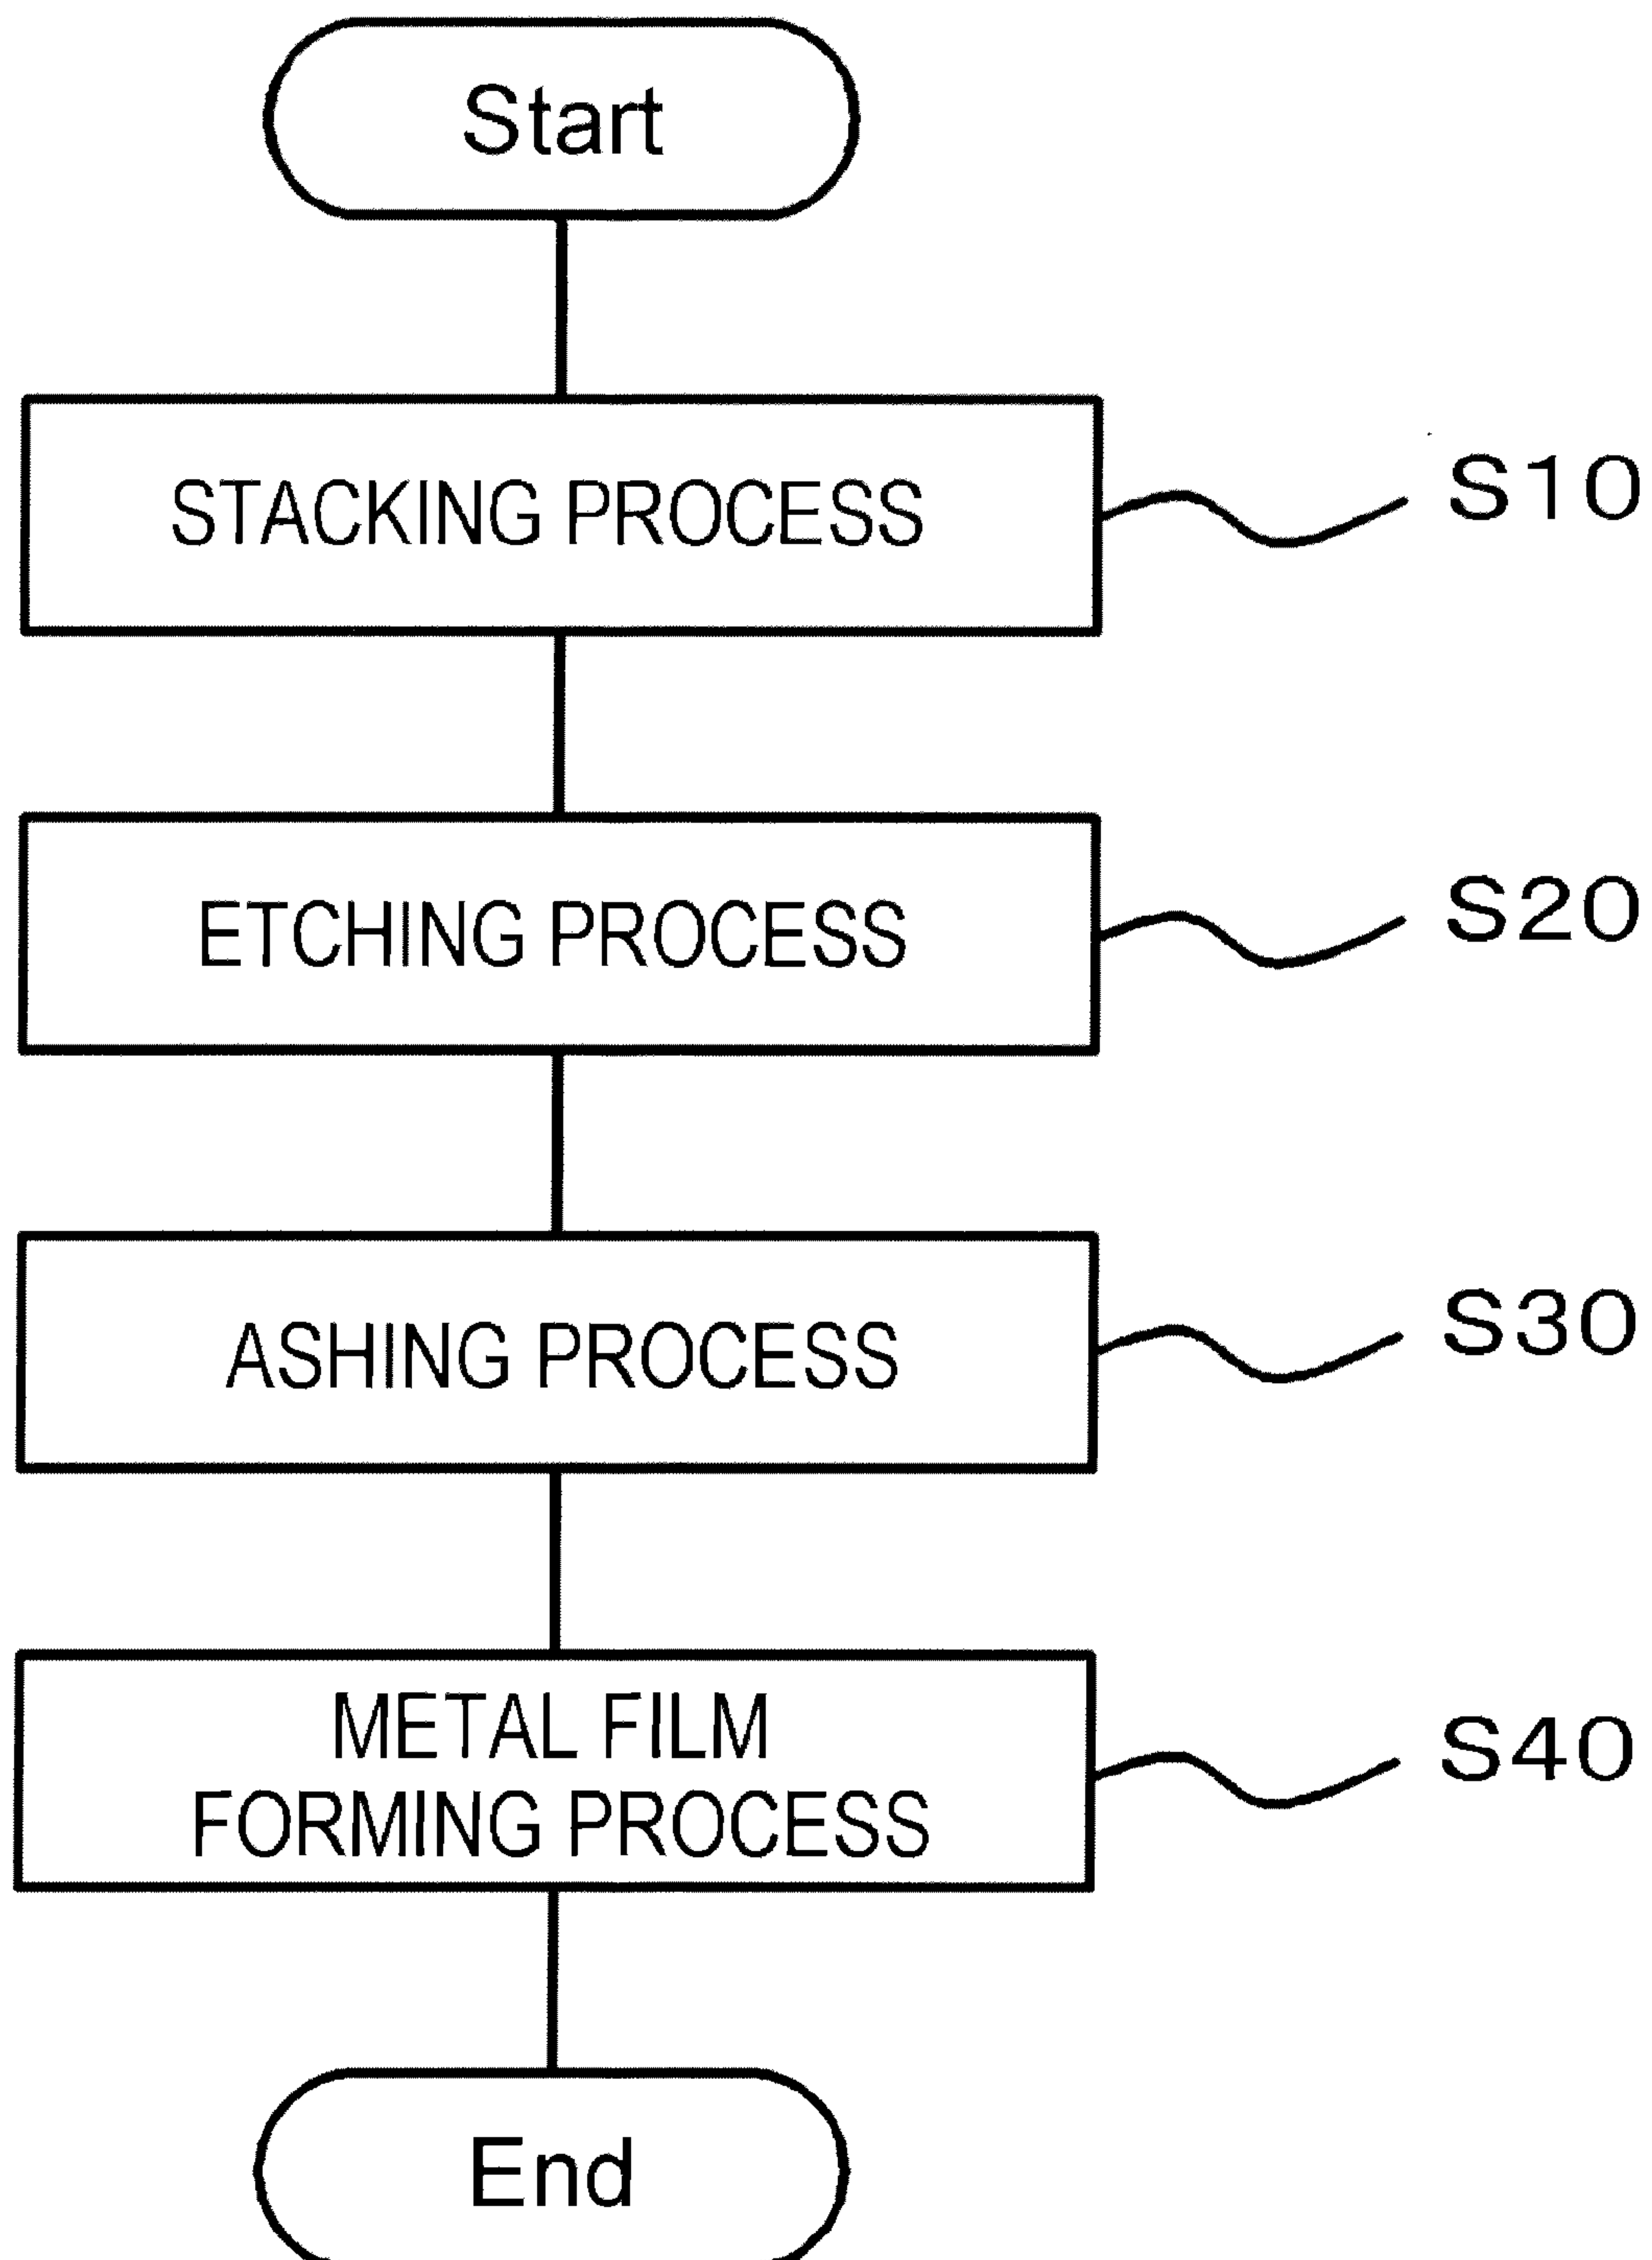 Start
STACKING PROCESS
S10
ETCHING PROCESS
S20
ASHING PROCESS
S30
METAL FILM
FORMING PROCESS
S40
End